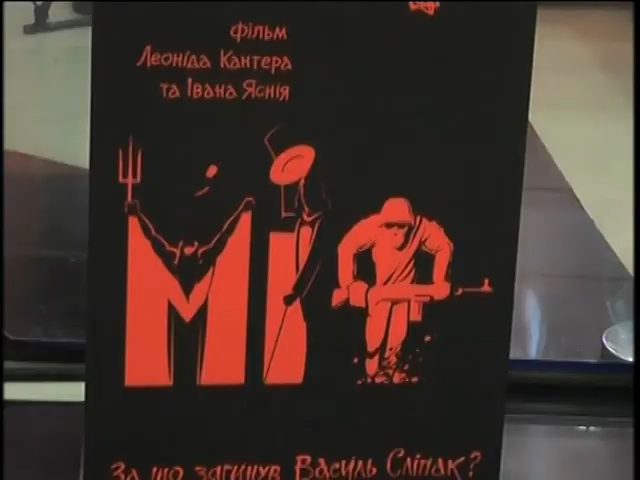 фільм
Леоніда Кантера
та Івана Яснія
МІФ
За що загинув Василь Сліпак?